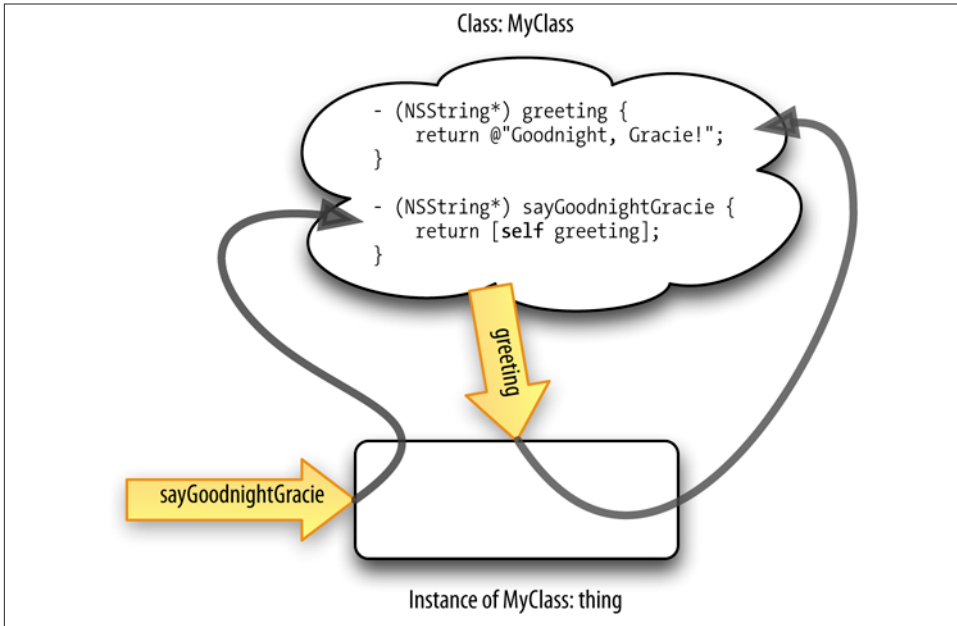 Class: MyClass
- (NSString*) greeting {
return @"Goodnight, Gracie!";
}
- (NSString*) sayGoodnightGracie {
return [self greeting];
}
greeting
sayGoodnightGracie
Instance of MyClass: thing